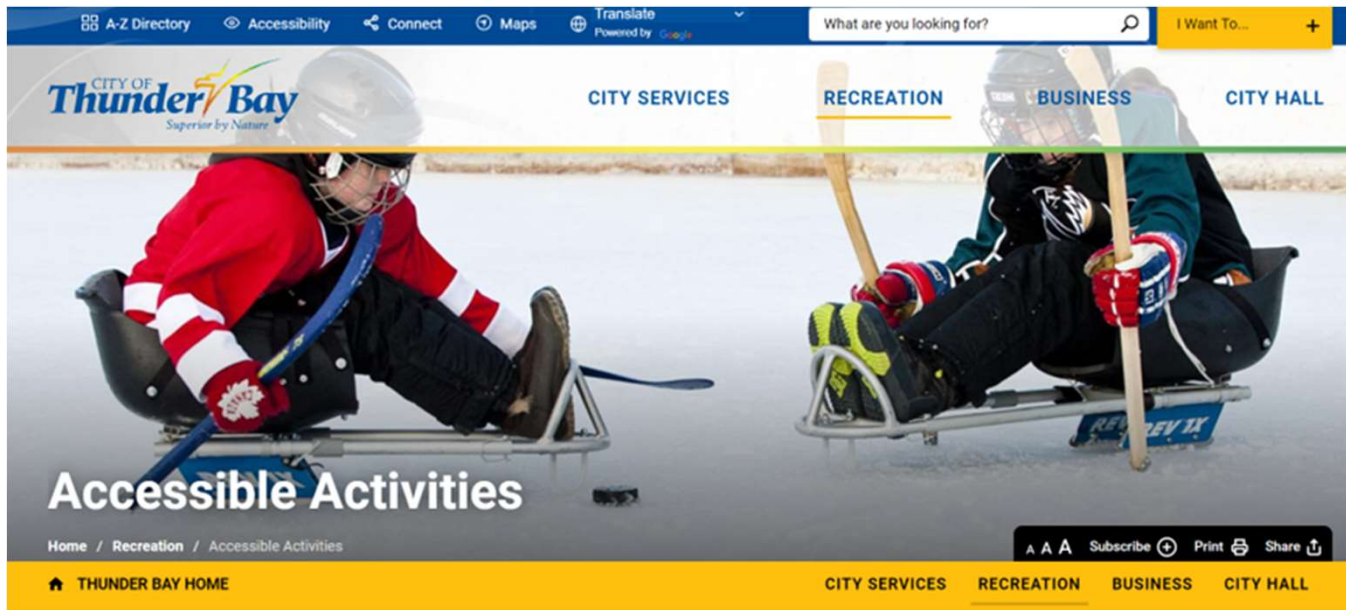 A-Z Directory Accessibility Connect Maps Translate
Powered by Google
What are you looking for?
I Want To... +
CITY OF
Thunder Bay
Superior by Nature
CITY SERVICES RECREATION BUSINESS CITY HALL
REV 1X
Accessible Activities
Home / Recreation / Accessible Activities
A A A Subscribe Print Share
THUNDER BAY HOME CITY SERVICES RECREATION BUSINESS CITY HALL